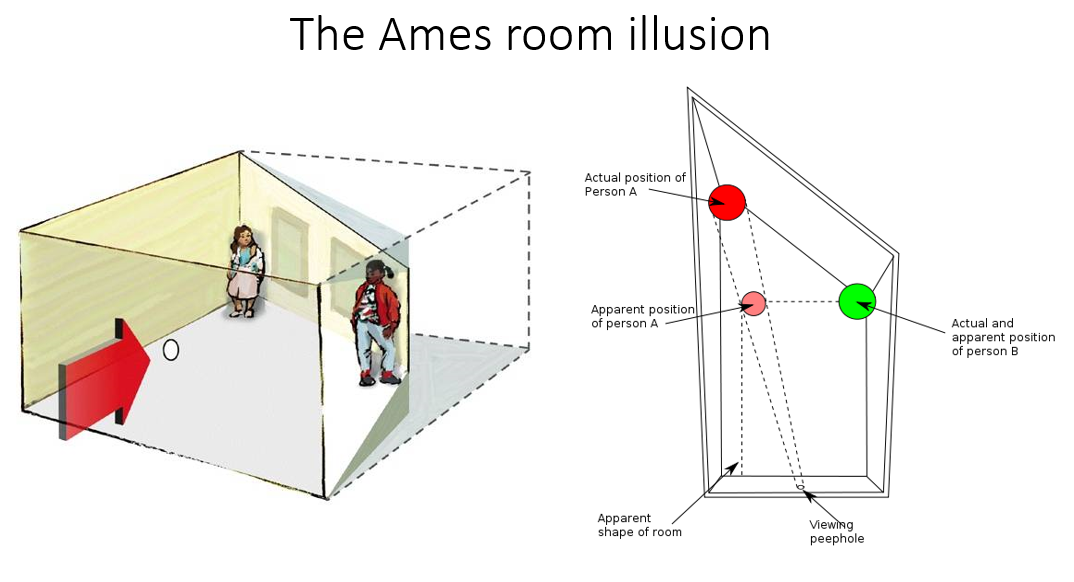 The Ames room illusion
Actual position of
Person A
Apparent position
of person A
Actual and
apparent position
of person B
Apparent
shape of room
Viewing
peephole